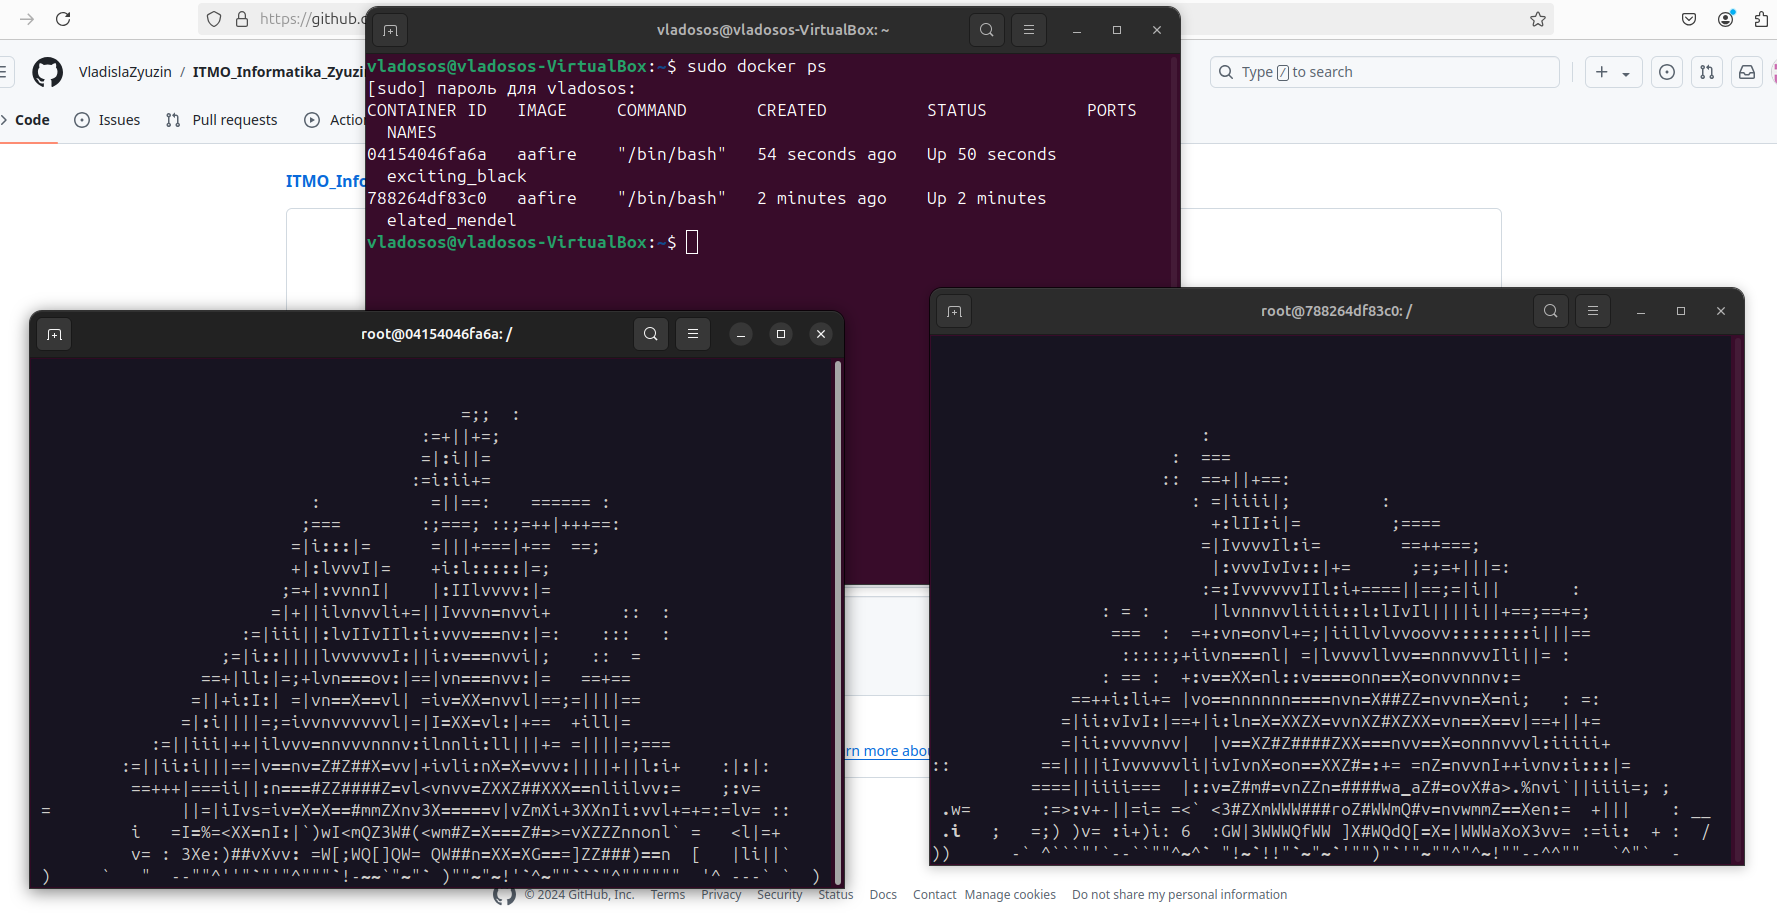 https://github.c
VladislaZyuzin / ITMO_Informatika_Zyuzi
Type / to search
Code
Issues
Pull requests
Actio
ITMO_Info
vladosos@vladosos-VirtualBox: ~
vladosos@vladosos-VirtualBox:~$ sudo docker ps
[sudo] пароль для vladosos:
CONTAINER ID   IMAGE     COMMAND       CREATED          STATUS          PORTS
  NAMES
04154046fa6a   aafire    "/bin/bash"   54 seconds ago   Up 50 seconds
  exciting_black
788264df83c0   aafire    "/bin/bash"   2 minutes ago    Up 2 minutes
  elated_mendel
vladosos@vladosos-VirtualBox:~$
root@04154046fa6a: /
root@788264df83c0: /
rn more abou
© 2024 GitHub, Inc.
Terms
Privacy
Security
Status
Docs
Contact
Manage cookies
Do not share my personal information